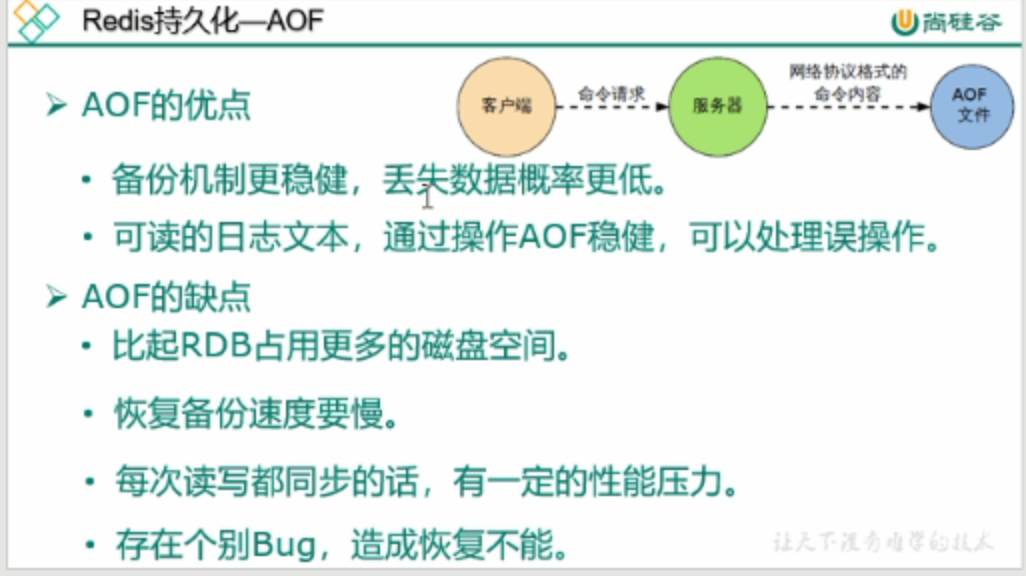 Redis持久化—AOF
尚硅谷
AOF的优点
客户端
命令请求
服务器
网络协议格式的
命令内容
AOF
文件
备份机制更稳健，丢失数据概率更低。
可读的日志文本，通过操作AOF稳健，可以处理误操作。
AOF的缺点
比起RDB占用更多的磁盘空间。
恢复备份速度要慢。
每次读写都同步的话，有一定的性能压力。
存在个别Bug，造成恢复不能。
让天下没有难学的技术